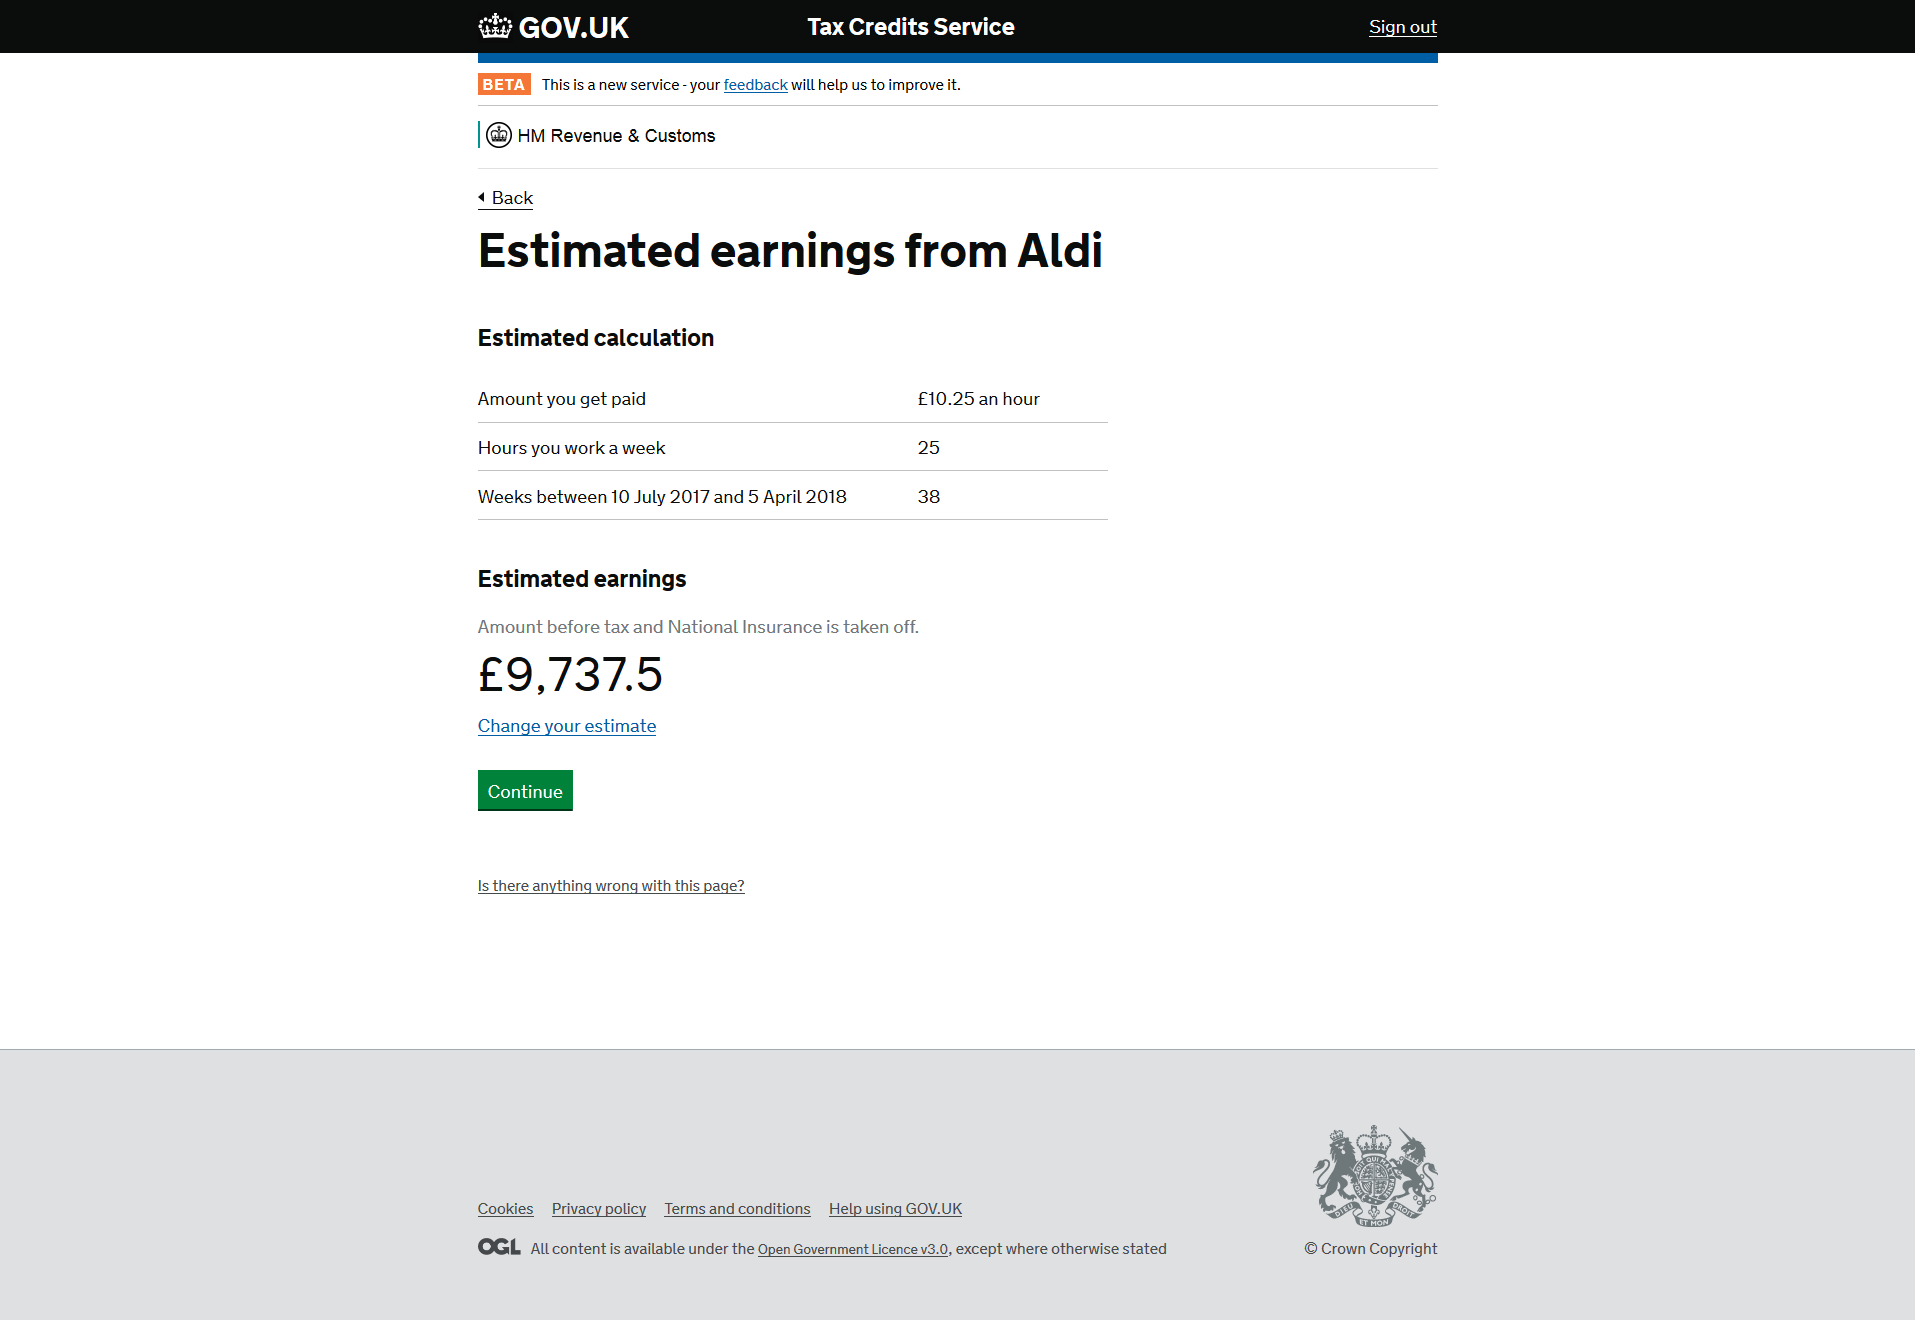 GOV.UK Tax Credits Service Sign out
BETA This is a new service - your feedback will help us to improve it.
HM Revenue & Customs
Back
Estimated earnings from Aldi
Estimated calculation
Amount you get paid £10.25 an hour
Hours you work a week 25
Weeks between 10 July 2017 and 5 April 2018 38
Estimated earnings
Amount before tax and National Insurance is taken off.
£9,737.5
Change your estimate
Continue
Is there anything wrong with this page?
Cookies Privacy policy Terms and conditions Help using GOV.UK
OGL All content is available under the Open Government Licence v3.0, except where otherwise stated
© Crown Copyright